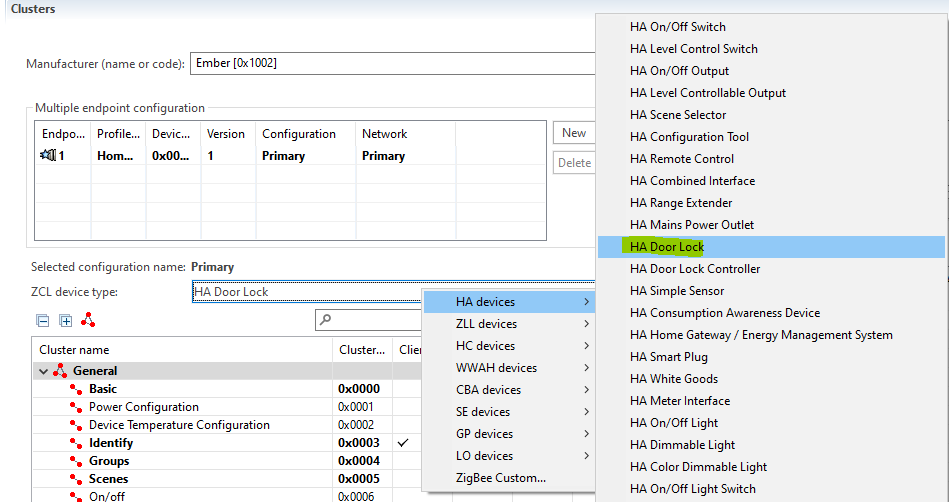 Clusters
Manufacturer (name or code): Ember [0x1002]
Multiple endpoint configuration
Endpo... Profile... Devic... Version Configuration Network
1 Hom... 0x00... 1 Primary Primary
New
Delete
Selected configuration name: Primary
ZCL device type: HA Door Lock
Cluster name Cluster... Clien
General
Basic 0x0000
Power Configuration 0x0001
Device Temperature Configuration 0x0002
Identify 0x0003
Groups 0x0004
Scenes 0x0005
On/off 0x0006
HA devices
ZLL devices
HC devices
WWAH devices
CBA devices
SE devices
GP devices
LO devices
ZigBee Custom...
HA On/Off Switch
HA Level Control Switch
HA On/Off Output
HA Level Controllable Output
HA Scene Selector
HA Configuration Tool
HA Remote Control
HA Combined Interface
HA Range Extender
HA Mains Power Outlet
HA Door Lock
HA Door Lock Controller
HA Simple Sensor
HA Consumption Awareness Device
HA Home Gateway / Energy Management System
HA Smart Plug
HA White Goods
HA Meter Interface
HA On/Off Light
HA Dimmable Light
HA Color Dimmable Light
HA On/Off Light Switch